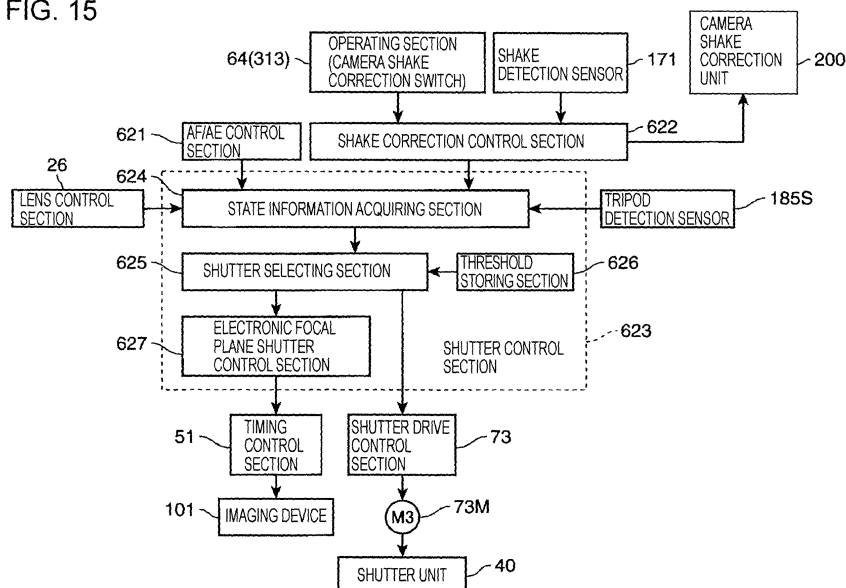 FIG. 15
64(313)
OPERATING SECTION
(CAMERA SHAKE
CORRECTION SWITCH)
SHAKE
DETECTION SENSOR
171
CAMERA
SHAKE
CORRECTION
UNIT
200
621
AF/AE CONTROL
SECTION
SHAKE CORRECTION CONTROL SECTION
622
26
LENS CONTROL
SECTION
624
STATE INFORMATION ACQUIRING SECTION
TRIPOD
DETECTION SENSOR
185S
625
SHUTTER SELECTING SECTION
THRESHOLD
STORING SECTION
626
627
ELECTRONIC FOCAL
PLANE SHUTTER
CONTROL SECTION
SHUTTER CONTROL
SECTION
623
51
TIMING
CONTROL
SECTION
SHUTTER DRIVE
CONTROL
SECTION
73
101
IMAGING DEVICE
M3
73M
SHUTTER UNIT
40